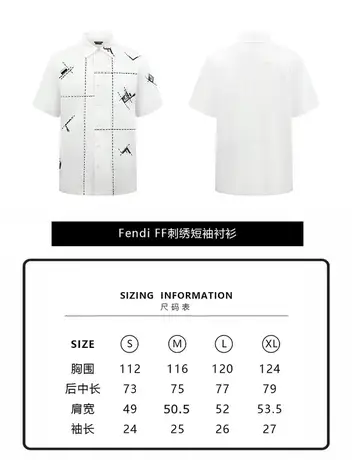 Fendi FF刺绣短袖衬衫
SIZING INFORMATION
尺码表
SIZE S M L XL
胸围 112 116 120 124
后中长 73 75 77 79
肩宽 49 50.5 52 53.5
袖长 24 25 26 27